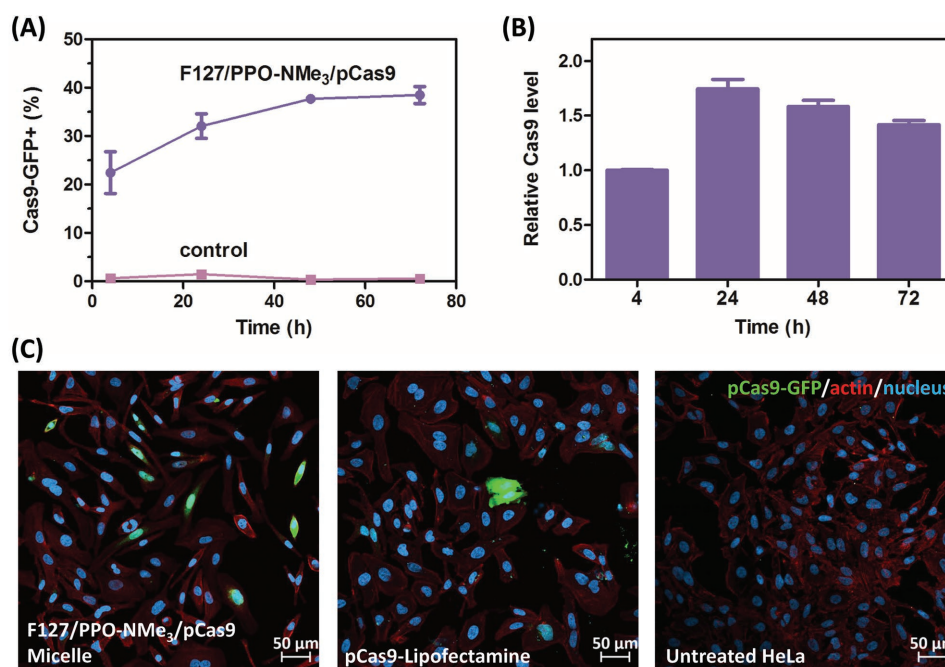 (A)
50
40
30
20
10
0
Cas9-GFP+ (%)
F127/PPO-NMe₃/pCas9
control
0 20 40 60 80
Time (h)
(B)
2.0
1.5
1.0
0.5
0.0
Relative Cas9 level
4 24 48 72
Time (h)
(C)
F127/PPO-NMe₃/pCas9
Micelle
50 µm
pCas9-Lipofectamine
50 µm
pCas9-GFP/actin/nucleus
Untreated HeLa
50 µm